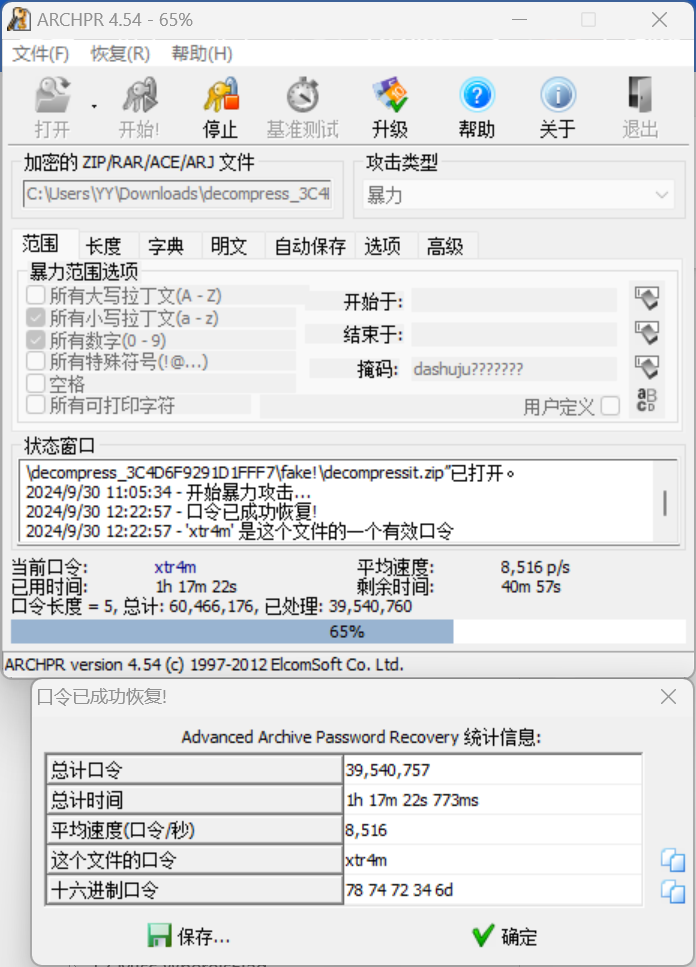 ARCHPR 4.54 - 65%
文件(F) 恢复(R) 帮助(H)
打开 开始! 停止 基准测试 升级 帮助 关于 退出
加密的 ZIP/RAR/ACE/ARJ 文件 攻击类型
C:\Users\YY\Downloads\decompress_3C4 暴力
范围 长度 字典 明文 自动保存 选项 高级
暴力范围选项
所有大写拉丁文(A - Z) 开始于:
所有小写拉丁文(a - z)
所有数字(0 - 9) 结束于:
所有特殊符号(!@...) 掩码: dashuju???????
空格
所有可打印字符 用户定义
状态窗口
\decompress_3C4D6F9291D1FFF7\fake!\decompressit.zip"已打开。
2024/9/30 11:05:34 - 开始暴力攻击...
2024/9/30 12:22:57 - 口令已成功恢复!
2024/9/30 12:22:57 - 'xtr4m' 是这个文件的一个有效口令
当前口令: xtr4m 平均速度: 8,516 p/s
已用时间: 1h 17m 22s 剩余时间: 40m 57s
口令长度 = 5, 总计: 60,466,176, 已处理: 39,540,760
65%
ARCHPR version 4.54 (c) 1997-2012 ElcomSoft Co. Ltd.
口令已成功恢复!
Advanced Archive Password Recovery 统计信息:
总计口令 39,540,757
总计时间 1h 17m 22s 773ms
平均速度(口令/秒) 8,516
这个文件的口令 xtr4m
十六进制口令 78 74 72 34 6d
保存... 确定